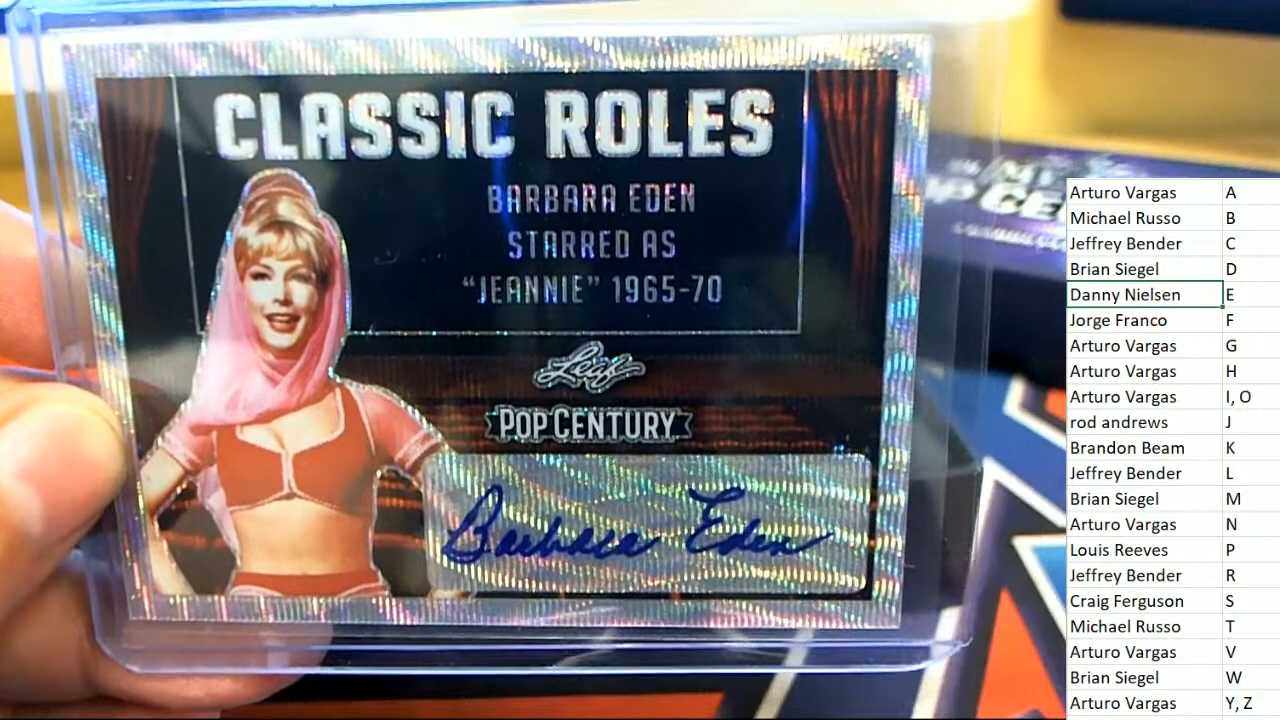 CLASSIC ROLES
BARBARA EDEN
STARRED AS
"JEANNIE" 1965-70
Leaf
POP CENTURY
Barbara Eden
Arturo Vargas A
Michael Russo B
Jeffrey Bender C
Brian Siegel D
Danny Nielsen E
Jorge Franco F
Arturo Vargas G
Arturo Vargas H
Arturo Vargas I, O
rod andrews J
Brandon Beam K
Jeffrey Bender L
Brian Siegel M
Arturo Vargas N
Louis Reeves P
Jeffrey Bender R
Craig Ferguson S
Michael Russo T
Arturo Vargas V
Brian Siegel W
Arturo Vargas Y, Z